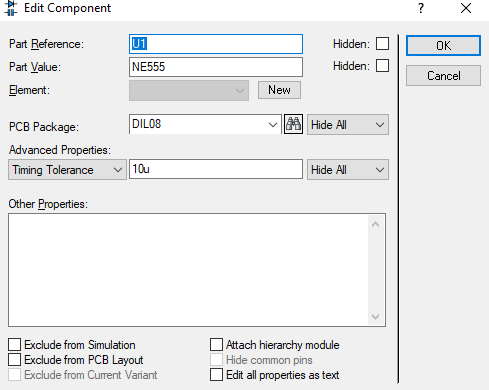 Edit Component
? ×
Part Reference: U1 Hidden: OK
Part Value: NE555 Hidden: Cancel
Element: New
PCB Package: DIL08 Hide All
Advanced Properties:
Timing Tolerance 10u Hide All
Other Properties:
Exclude from Simulation Attach hierarchy module
Exclude from PCB Layout Hide common pins
Exclude from Current Variant Edit all properties as text